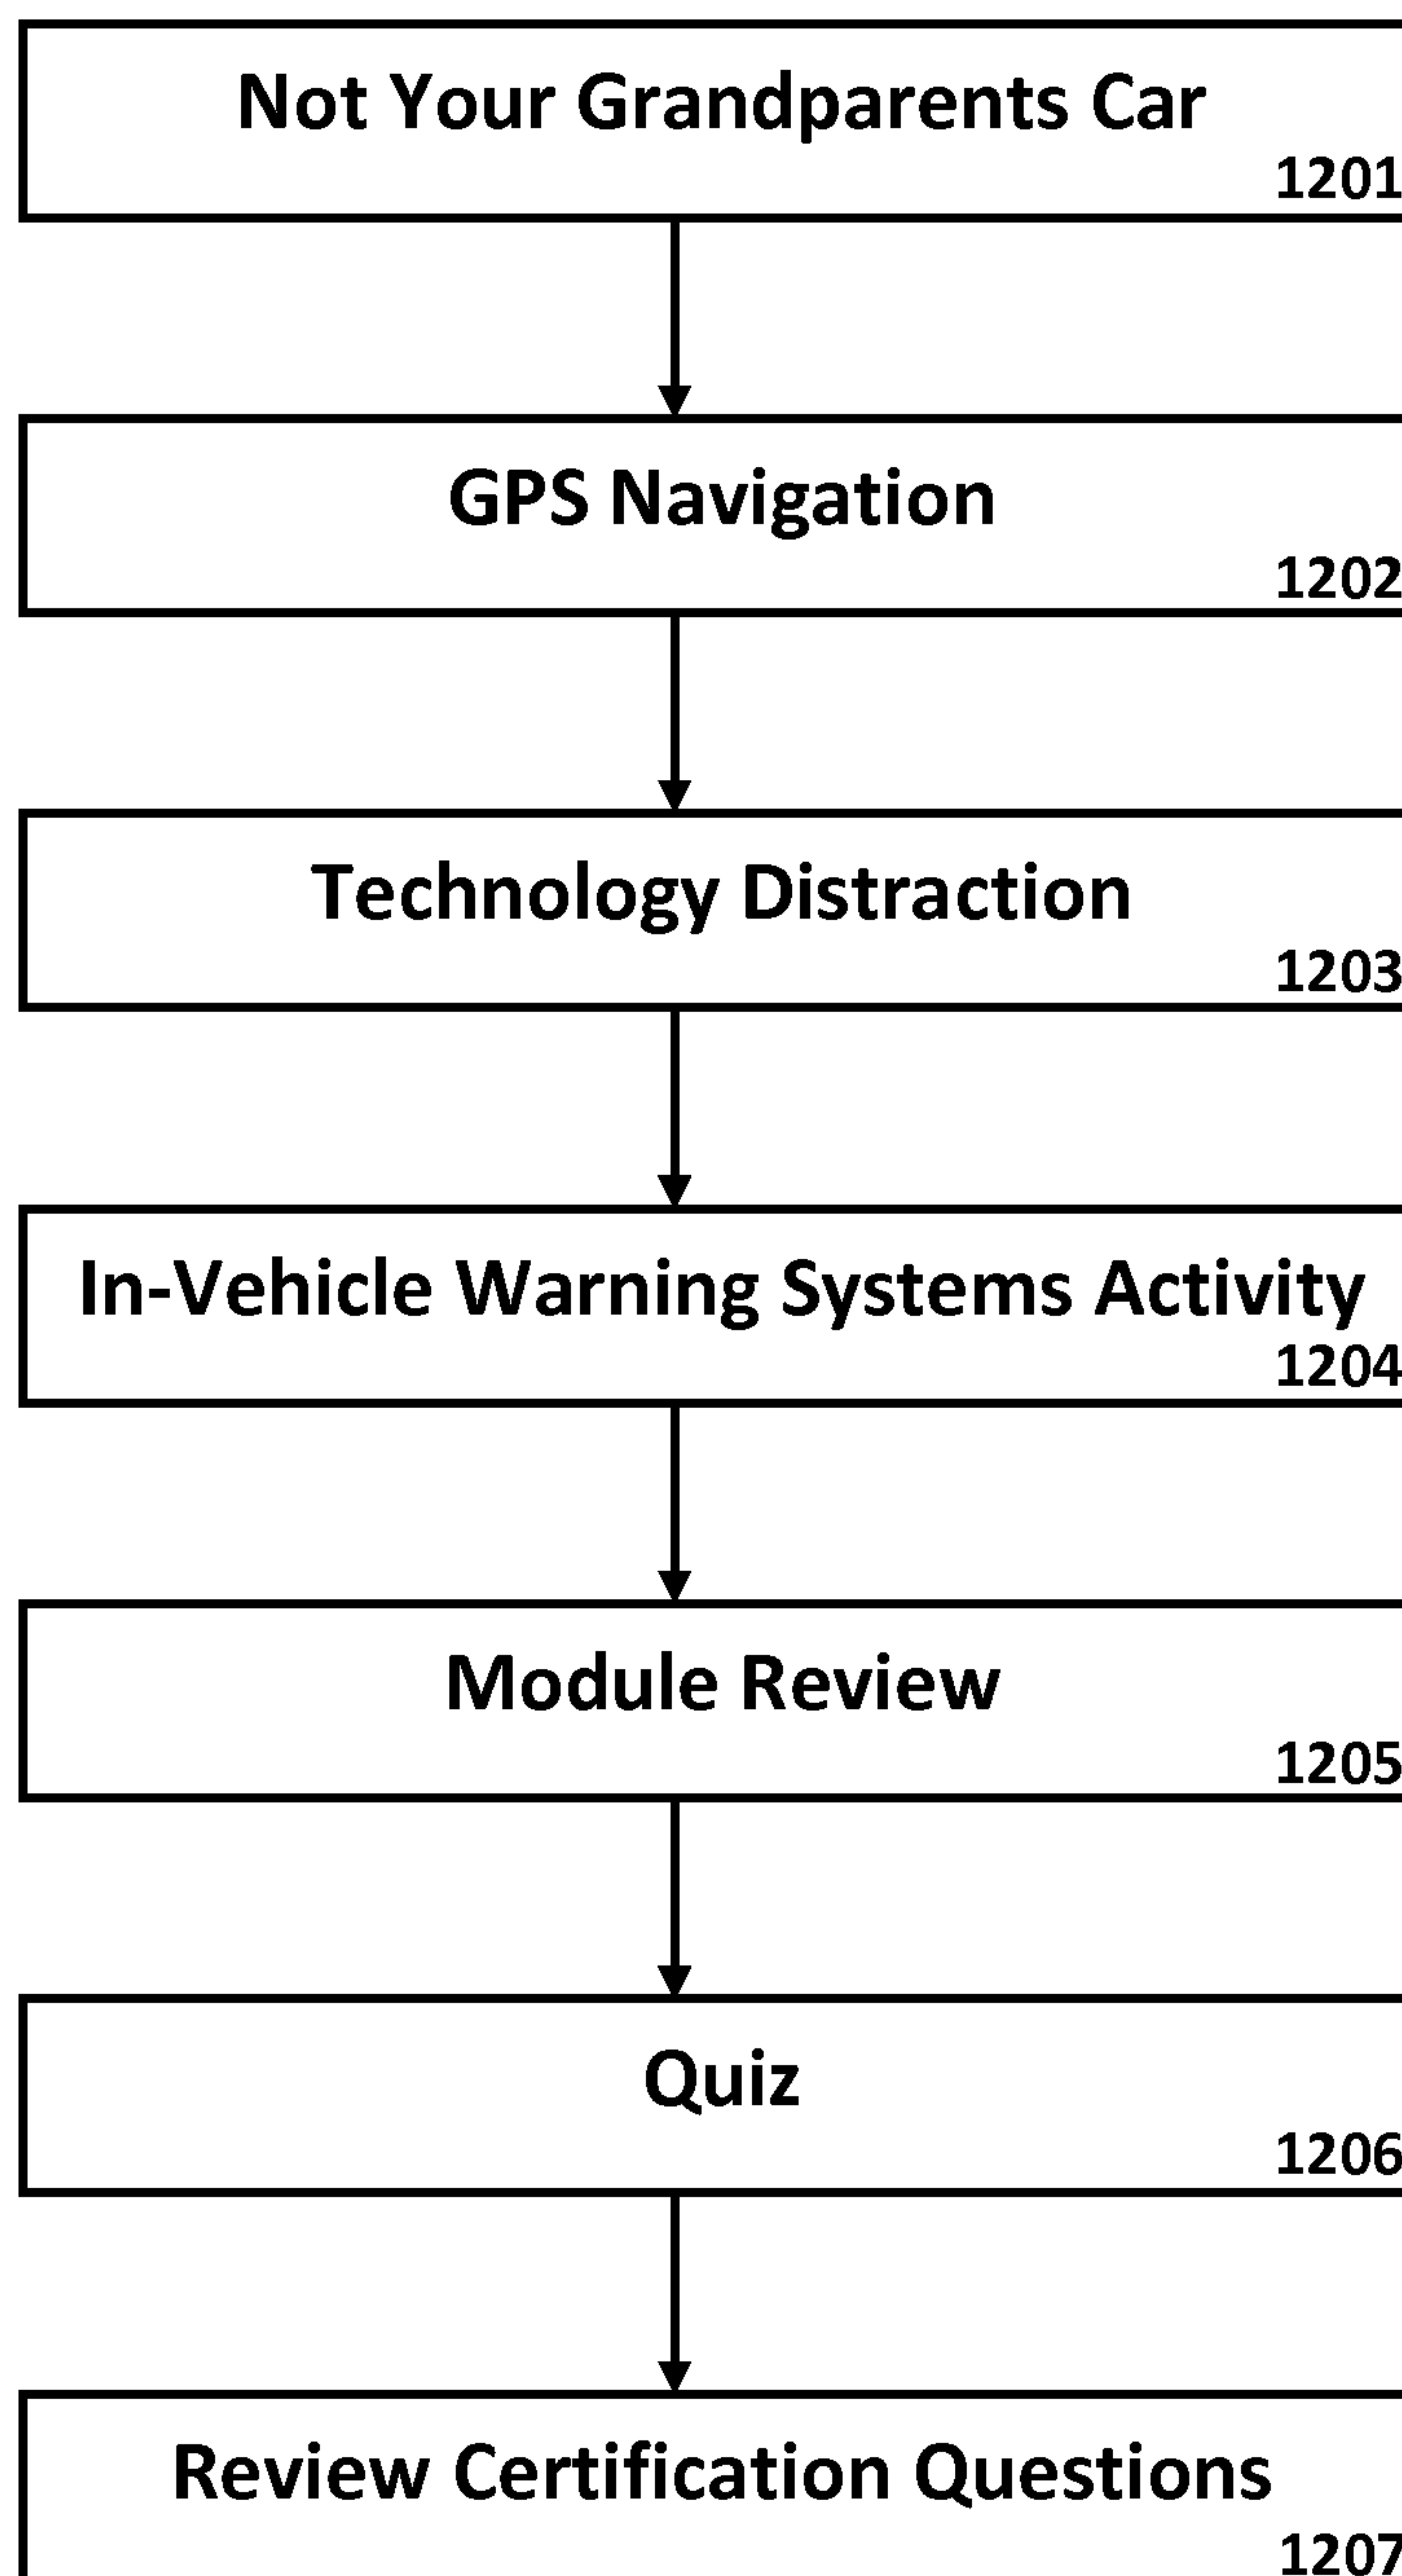 Not Your Grandparents Car
1201
GPS Navigation
1202
Technology Distraction
1203
In-Vehicle Warning Systems Activity
1204
Module Review
1205
Quiz
1206
Review Certification Questions
1207